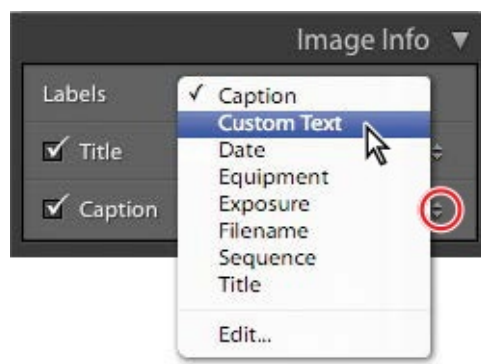 Image Info
Labels
✓ Caption
Custom Text
Title
Date
Equipment
Caption
Exposure
Filename
Sequence
Title
Edit...